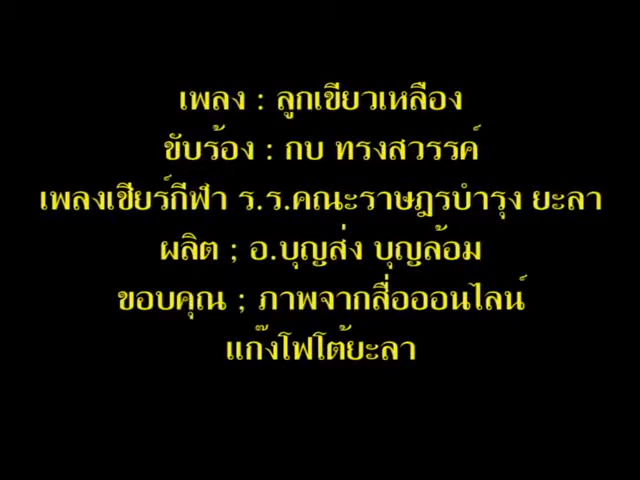 เพลง : ลูกเขียวเหลือง
ขับร้อง : กบ ทรงสวรรค์
เพลงเชียร์กีฬา ร.ร.คณะราษฎรบำรุง ยะลา
ผลิต ; อ.บุญส่ง บุญล้อม
ขอบคุณ ; ภาพจากสื่อออนไลน์
แก๊งโฟโต้ยะลา